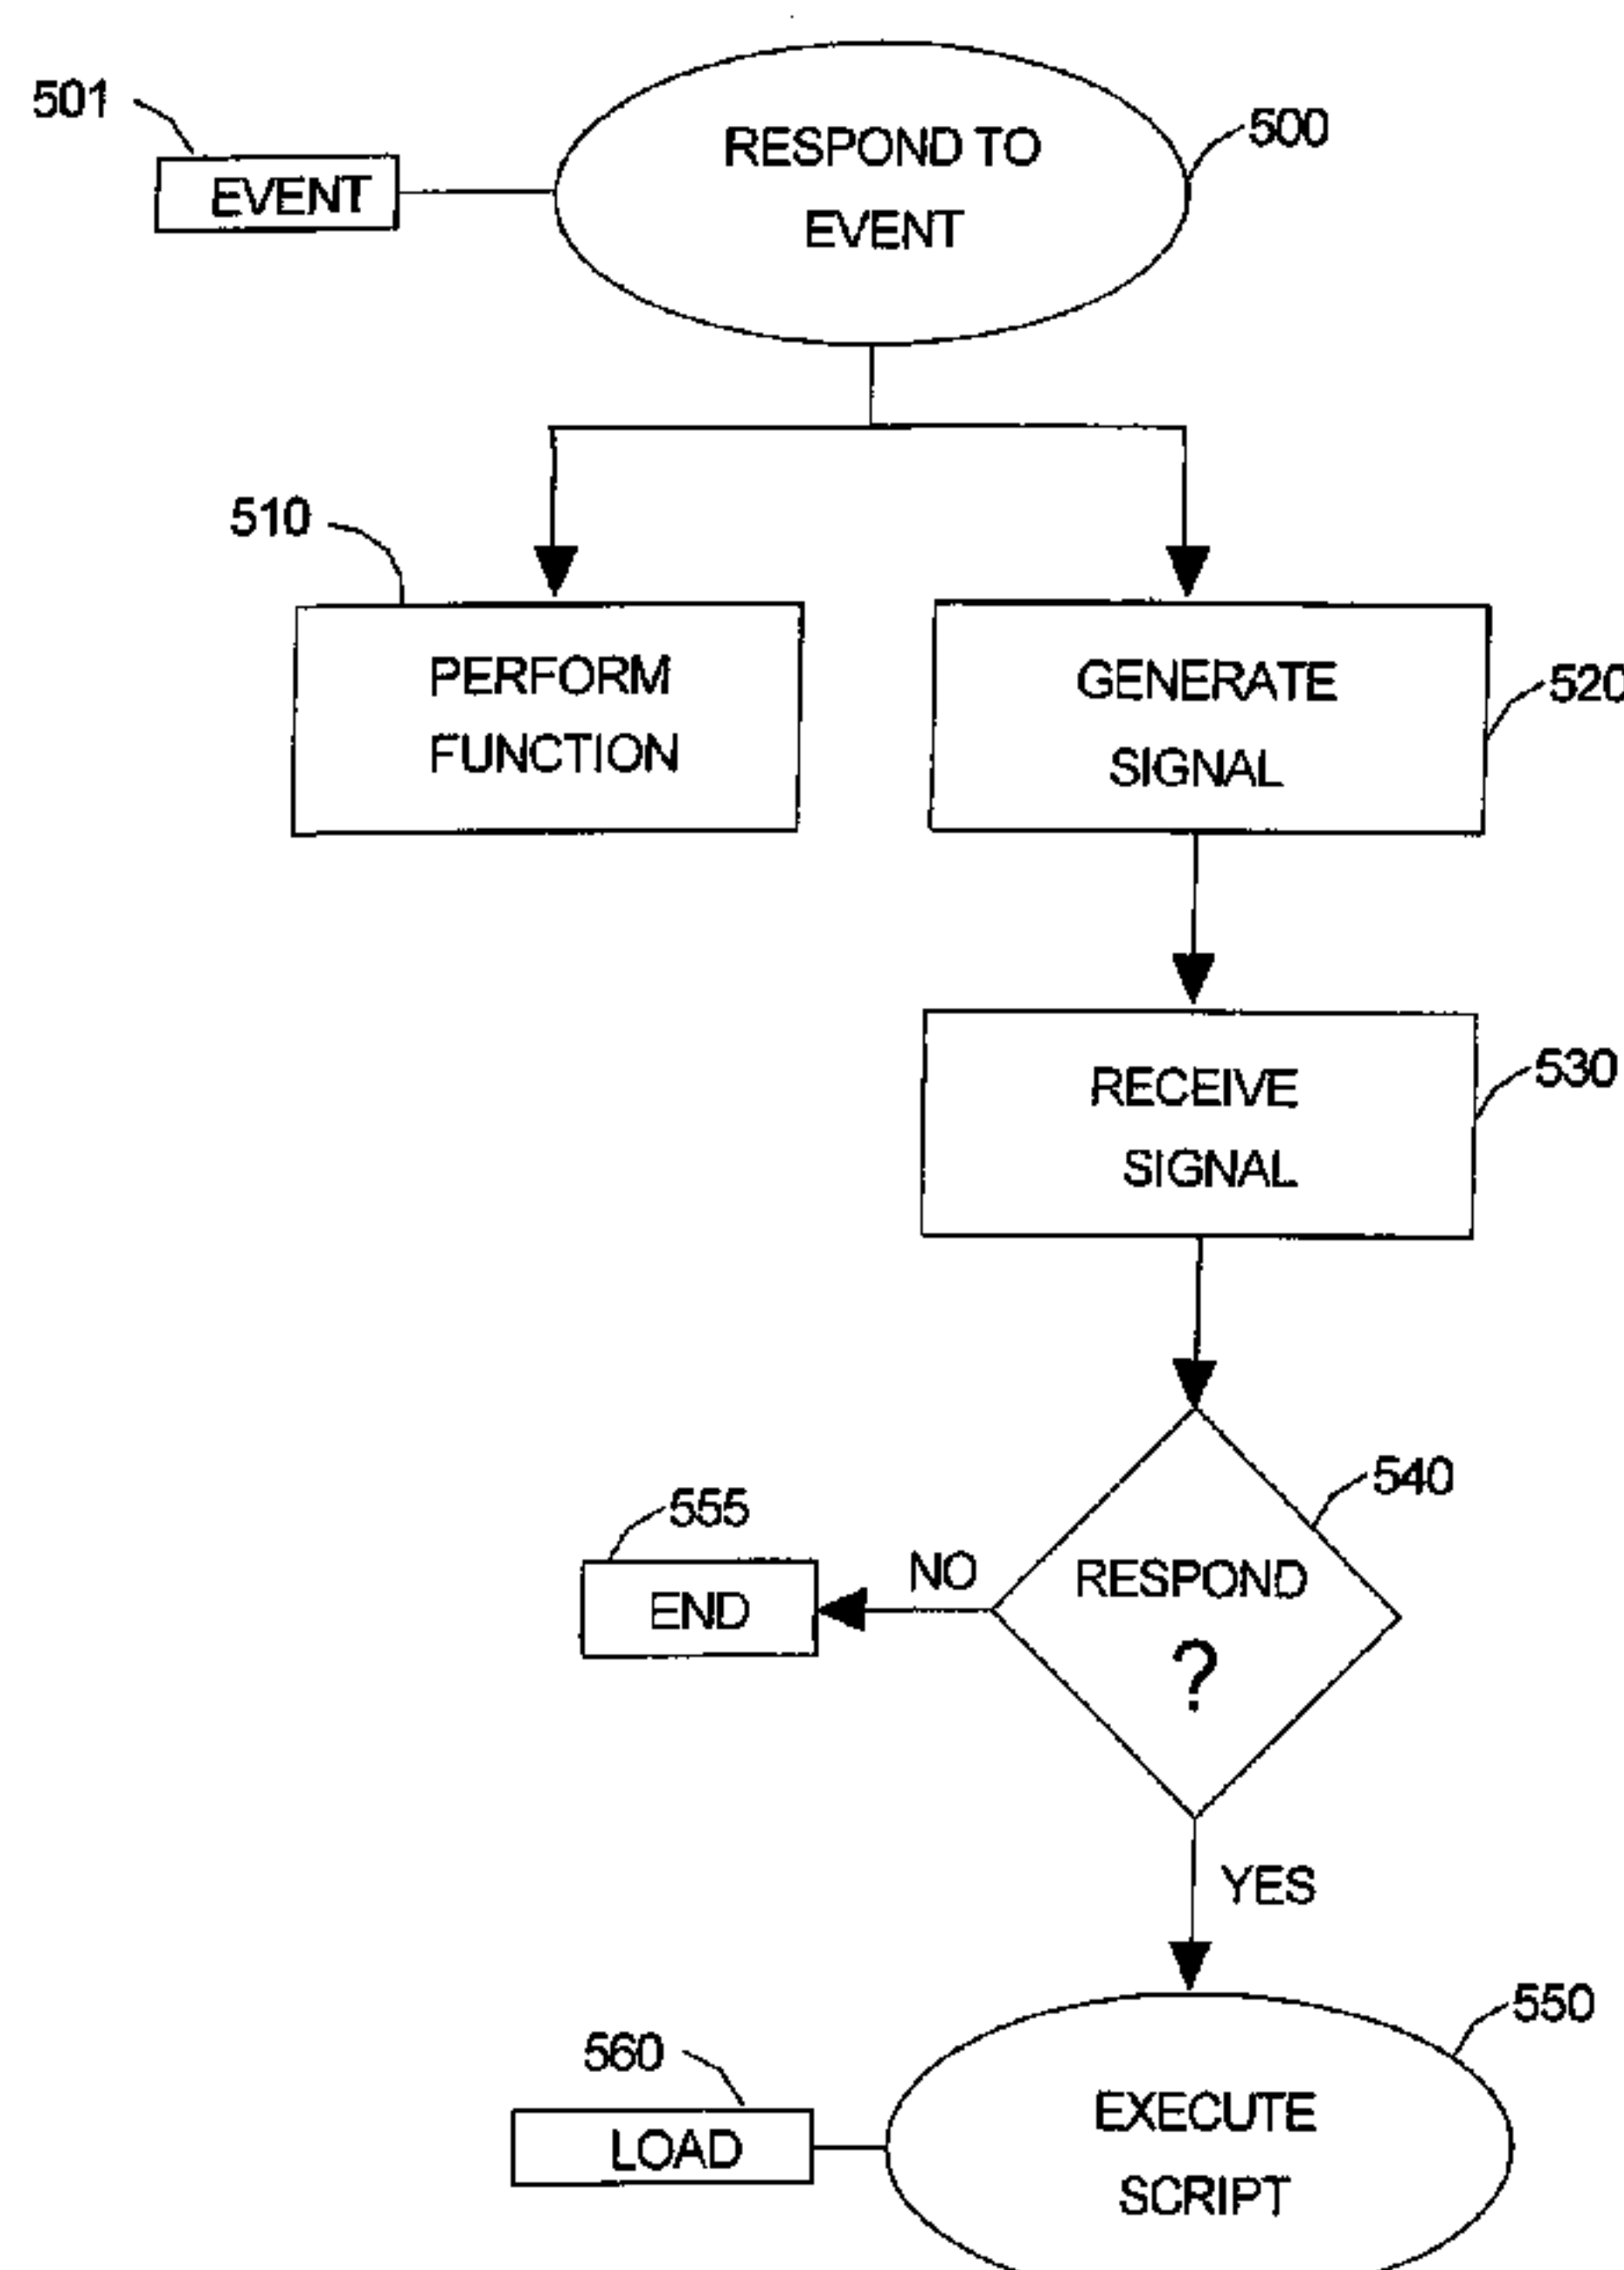 501
EVENT
RESPOND TO
EVENT
500
510
PERFORM
FUNCTION
GENERATE
SIGNAL
520
RECEIVE
SIGNAL
530
540
RESPOND
?
NO
555
END
YES
550
560
LOAD
EXECUTE
SCRIPT